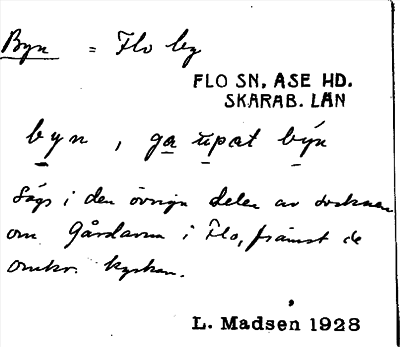 Byn = Flo by
FLO SN, ASE HD.
SKARAB. LÄN
byn, ga upat byn
Sägs i den övriga delen av socknen
om Gårdarna i Flo, främst de
omkr. kyrkan.
L. Madsen 1928